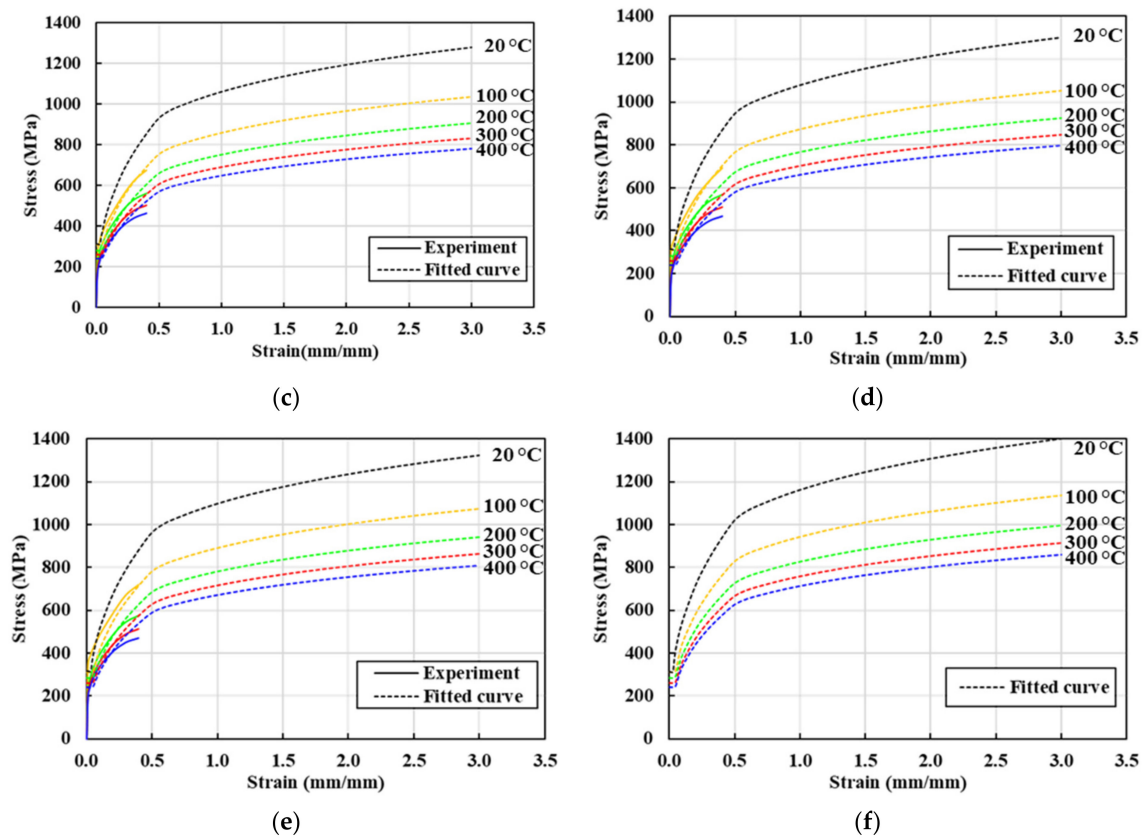 1400
1200
1000
800
600
400
200
0
Stress (MPa)
20 °C
100 °C
200 °C
300 °C
400 °C
Experiment
Fitted curve
0.0 0.5 1.0 1.5 2.0 2.5 3.0 3.5
Strain(mm/mm)
(c)
1400
1200
1000
800
600
400
200
0
Stress (MPa)
20 °C
100 °C
200 °C
300 °C
400 °C
Experiment
Fitted curve
0.0 0.5 1.0 1.5 2.0 2.5 3.0 3.5
Strain (mm/mm)
(d)
1400
1200
1000
800
600
400
200
0
Stress (MPa)
20 °C
100 °C
200 °C
300 °C
400 °C
Experiment
Fitted curve
0.0 0.5 1.0 1.5 2.0 2.5 3.0 3.5
Strain (mm/mm)
(e)
1400
1200
1000
800
600
400
200
0
Stress (MPa)
20 °C
100 °C
200 °C
300 °C
400 °C
Fitted curve
0.0 0.5 1.0 1.5 2.0 2.5 3.0 3.5
Strain (mm/mm)
(f)